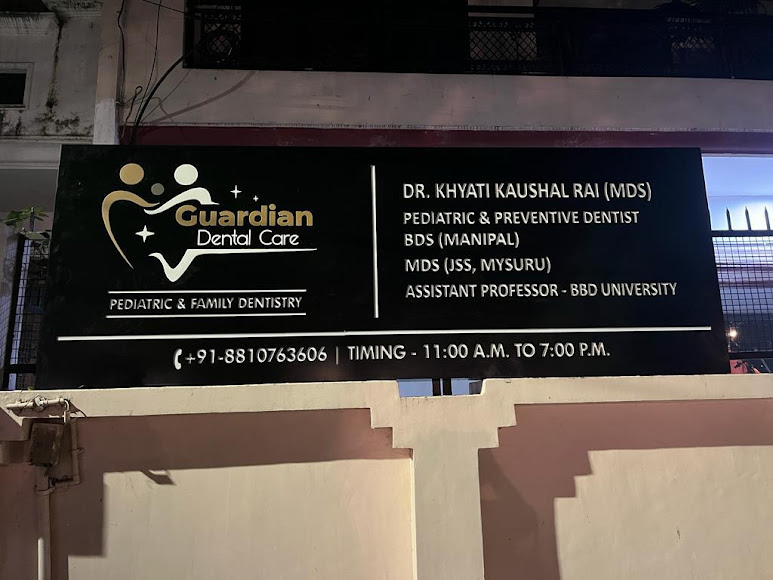 Guardian
Dental Care
PEDIATRIC & FAMILY DENTISTRY
DR. KHYATI KAUSHAL RAI (MDS)
PEDIATRIC & PREVENTIVE DENTIST
BDS (MANIPAL)
MDS (JSS, MYSURU)
ASSISTANT PROFESSOR - BBD UNIVERSITY
+91-8810763606 | TIMING - 11:00 A.M. TO 7:00 P.M.